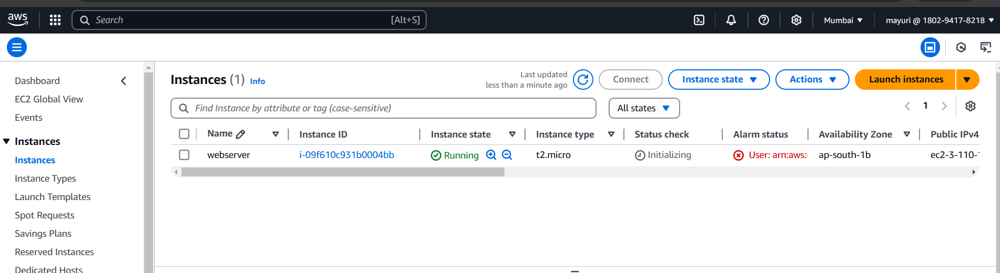 aws
Search [Alt+S] Mumbai mayuri @ 1802-9417-8218
Dashboard
EC2 Global View
Events
Instances
Instances
Instance Types
Launch Templates
Spot Requests
Savings Plans
Reserved Instances
Dedicated Hosts
Instances (1) Info
Last updated
less than a minute ago
Connect Instance state Actions Launch instances
Find Instance by attribute or tag (case-sensitive) All states 1
Name Instance ID Instance state Instance type Status check Alarm status Availability Zone Public IPv4
webserver i-09f610c931b0004bb Running t2.micro Initializing User: arn:aws:i ap-south-1b ec2-3-110-1